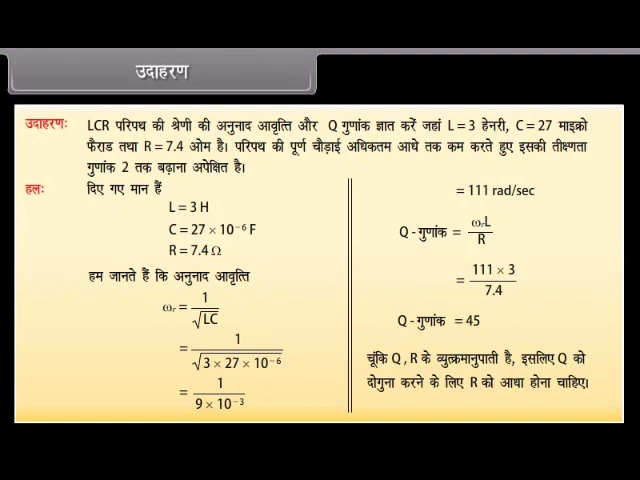 उदाहरण
उदाहरणः LCR परिपथ की श्रेणी की अनुनाद आवृत्ति और Q गुणांक ज्ञात करें जहां L = 3 हेनरी, C = 27 माइक्रो
फैराड तथा R = 7.4 ओम है। परिपथ की पूर्ण चौड़ाई अधिकतम आधे तक कम करते हुए इसकी तीक्ष्णता
गुणांक 2 तक बढ़ाना अपेक्षित है।
हलः दिए गए मान हैं
L = 3 H
C = 27 × 10⁻⁶ F
R = 7.4 Ω
हम जानते हैं कि अनुनाद आवृत्ति
ωᵣ = 1 / √LC
= 1 / √3 × 27 × 10⁻⁶
= 1 / 9 × 10⁻³
= 111 rad/sec
Q - गुणांक = ωᵣL / R
= 111 × 3 / 7.4
Q - गुणांक = 45
चूंकि Q , R के व्युत्क्रमानुपाती है, इसलिए Q को
दोगुना करने के लिए R को आधा होना चाहिए।